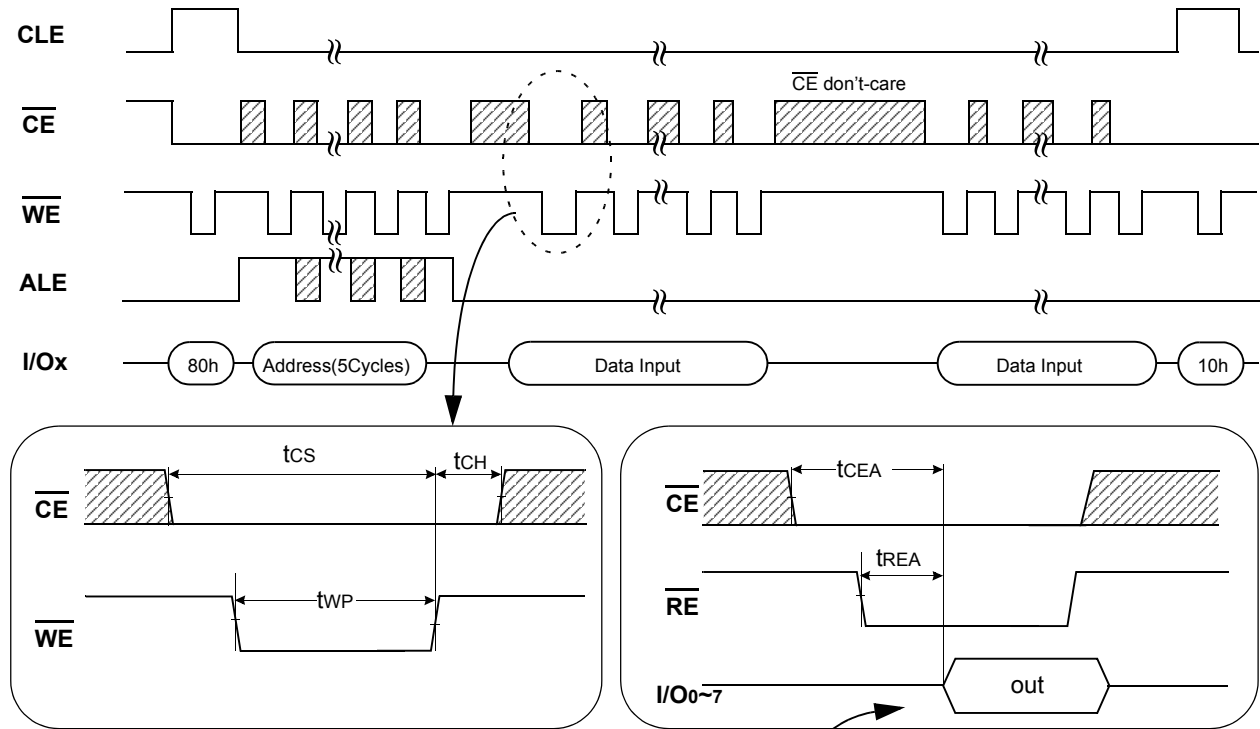 CLE
CE don't-care
CE
WE
ALE
I/Ox
80h
Address(5Cycles)
Data Input
Data Input
10h
tCS
tCH
CE
tWP
WE
tCEA
CE
tREA
RE
I/O0~7
out